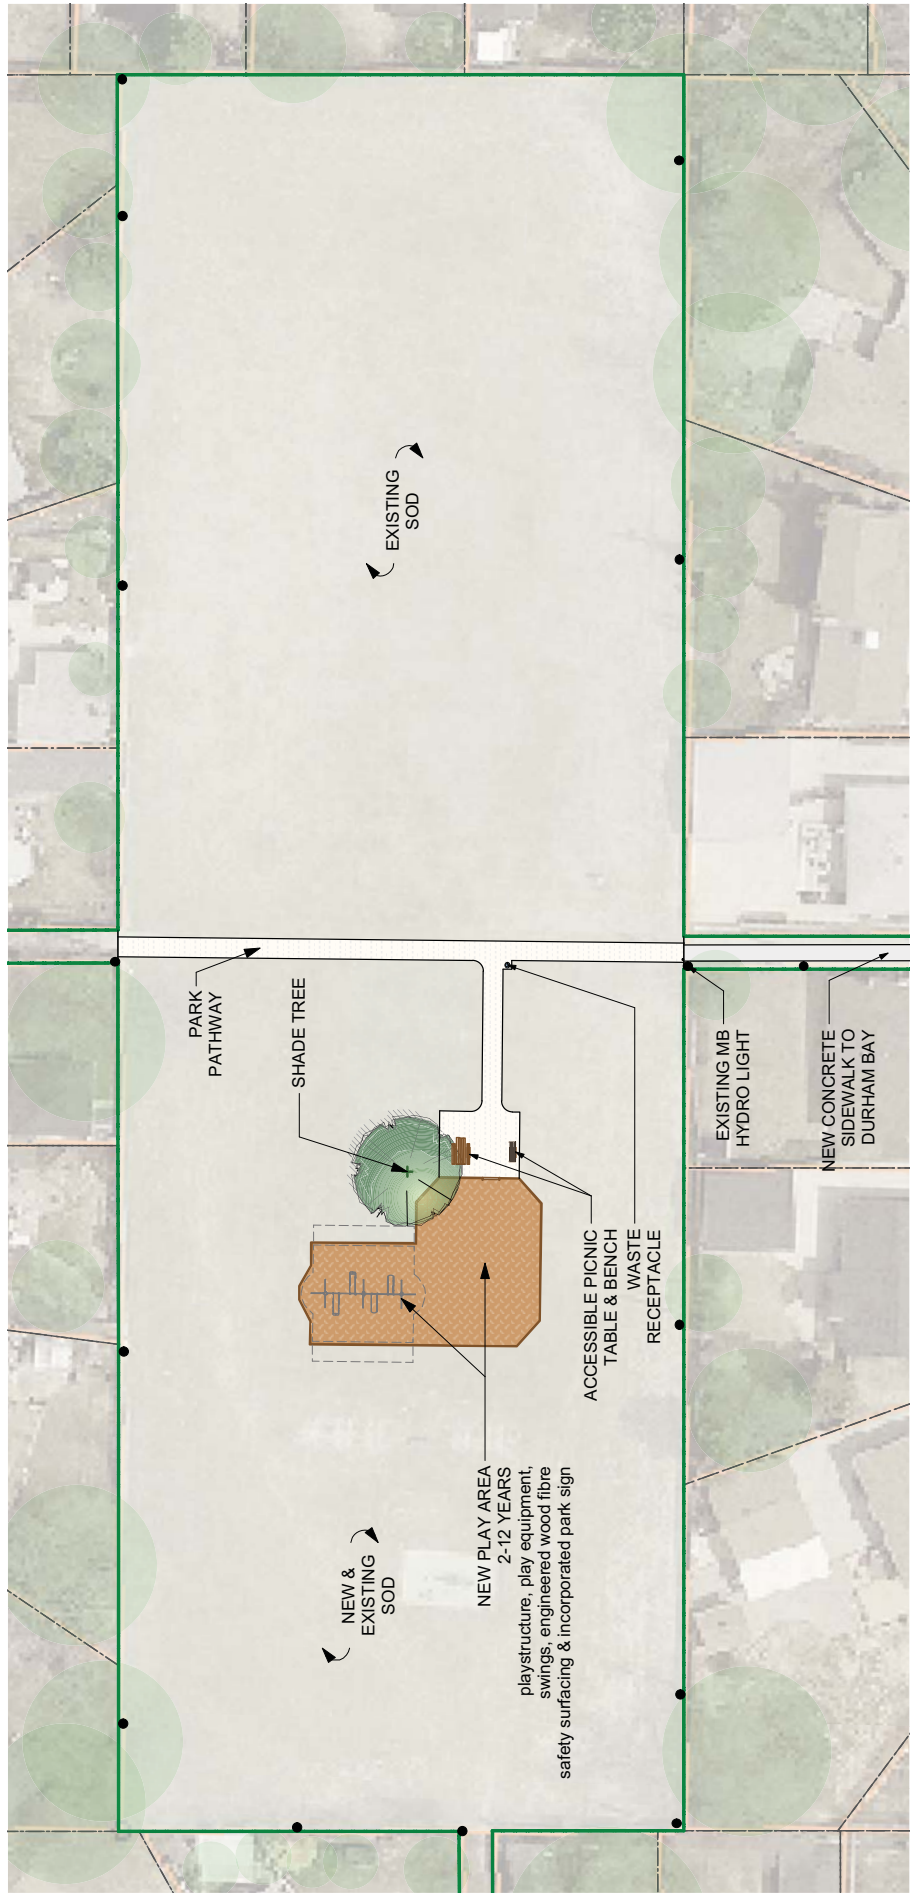 EXISTING
SOD
PARK
PATHWAY
SHADE TREE
EXISTING MB
HYDRO LIGHT
NEW CONCRETE
SIDEWALK TO
DURHAM BAY
ACCESSIBLE PICNIC
TABLE & BENCH
WASTE
RECEPTACLE
NEW PLAY AREA
2-12 YEARS
playstructure, play equipment,
swings, engineered wood fibre
safety surfacing & incorporated park sign
NEW &
EXISTING
SOD